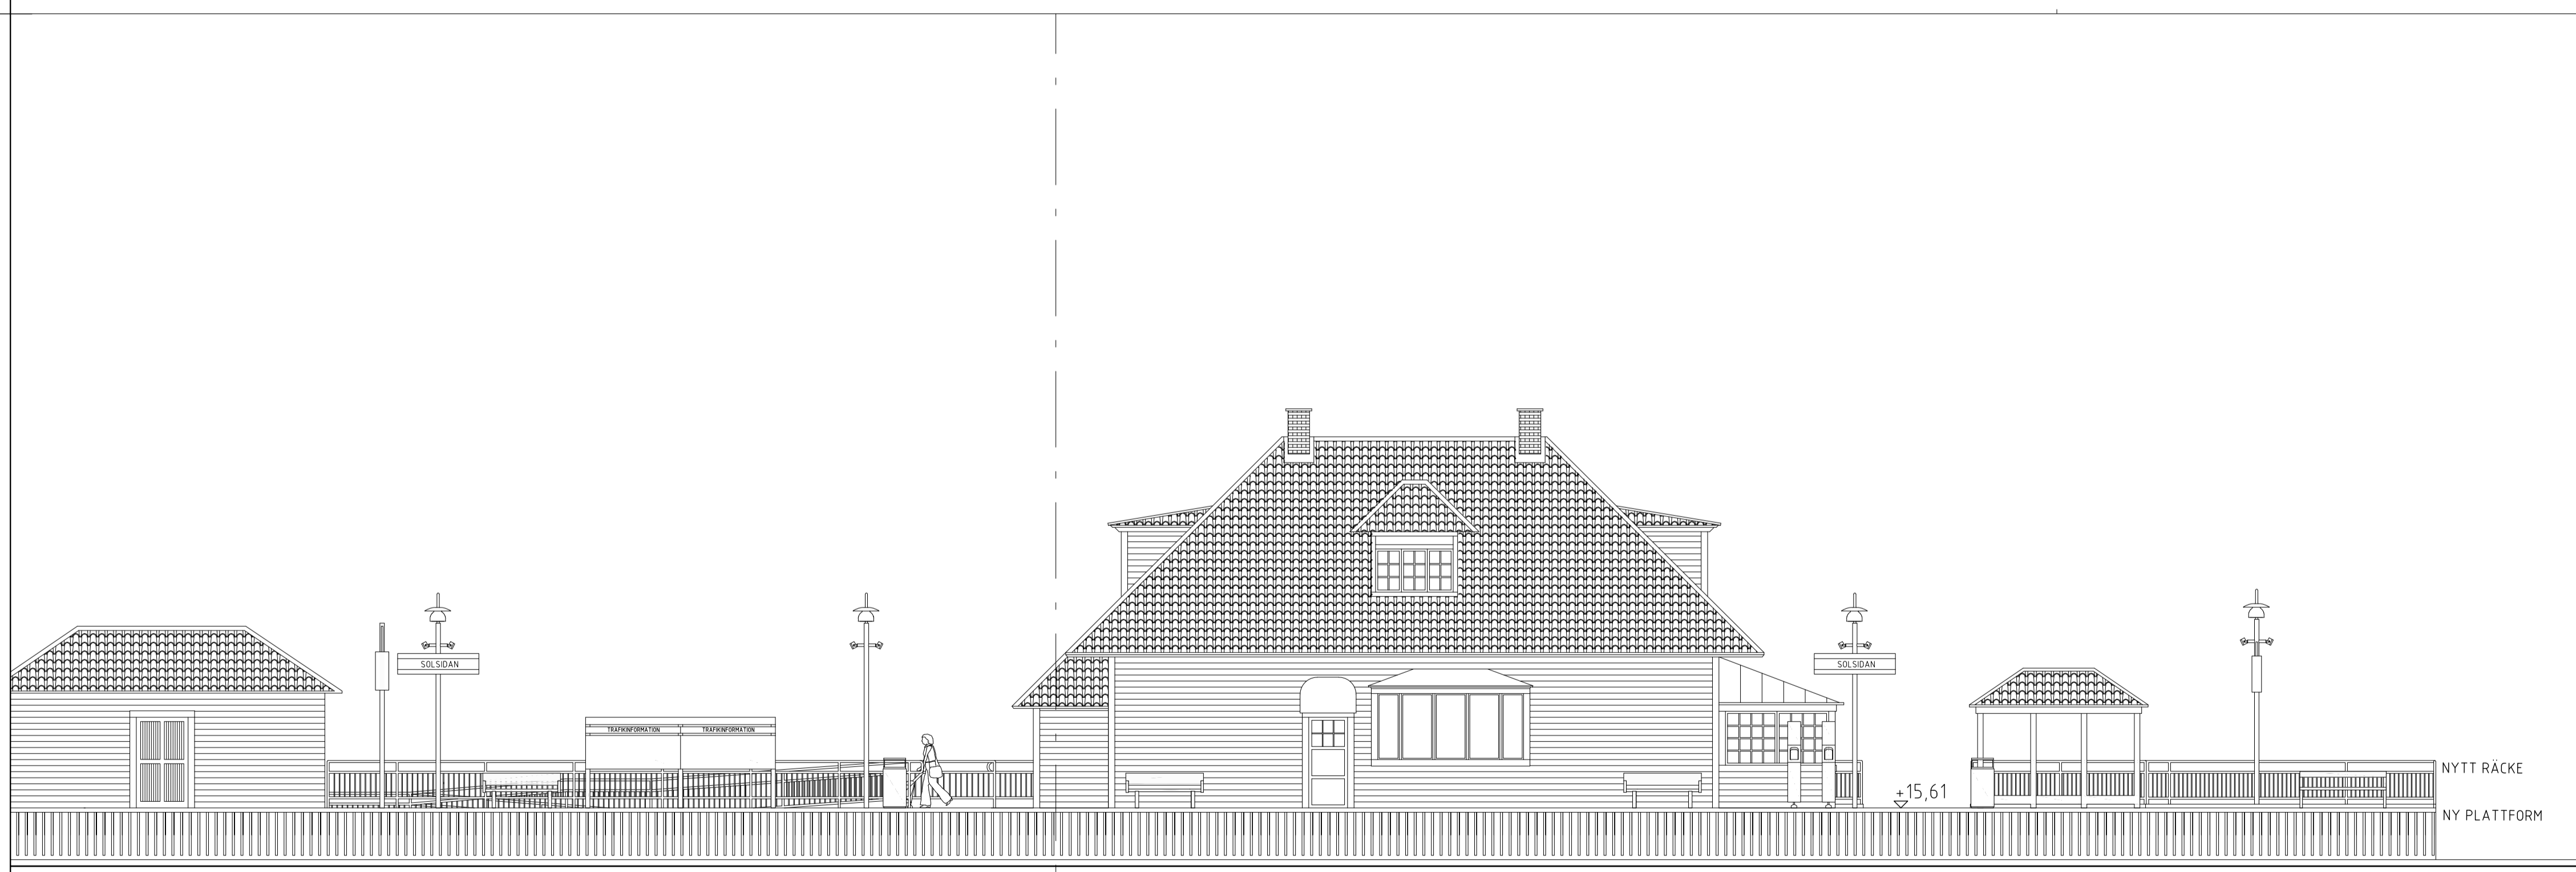 SOLSIDAN
TRAFIKINFORMATION
TRAFIKINFORMATION
SOLSIDAN
+15,61
NYTT RÄCKE
NY PLATTFORM